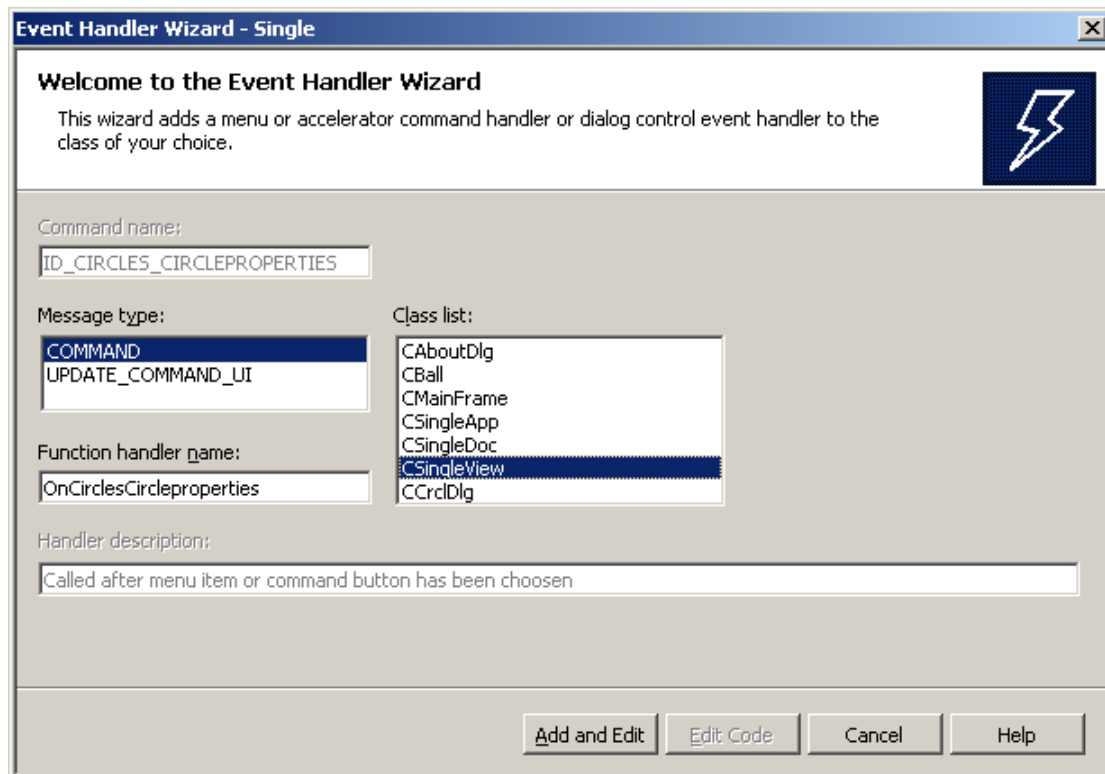 Event Handler Wizard - Single
Welcome to the Event Handler Wizard
This wizard adds a menu or accelerator command handler or dialog control event handler to the
class of your choice.
Command name:
ID_CIRCLES_CIRCLEPROPERTIES
Message type:
COMMAND
UPDATE_COMMAND_UI
Class list:
CAboutDlg
CBall
CMainFrame
CSingleApp
CSingleDoc
CSingleView
CCrclDlg
Function handler name:
OnCirclesCircleproperties
Handler description:
Called after menu item or command button has been choosen
Add and Edit
Edit Code
Cancel
Help